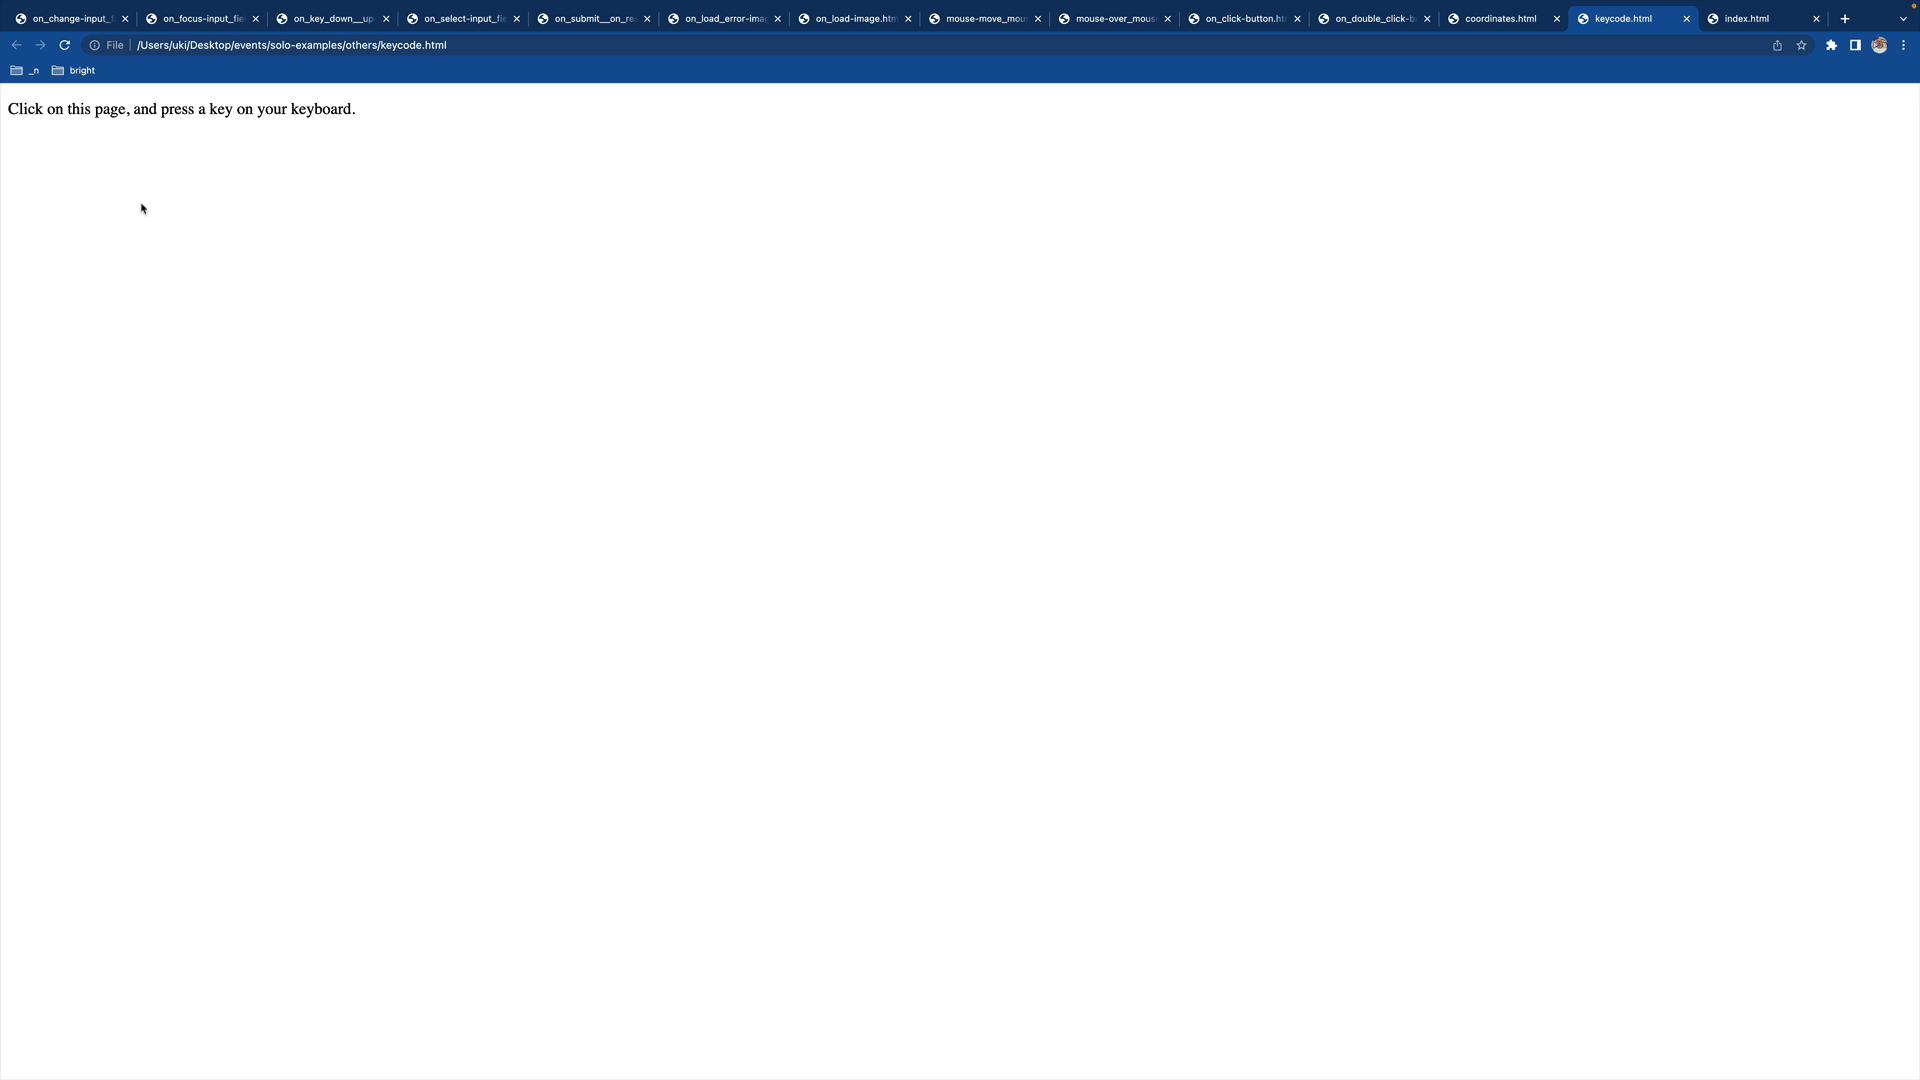 on_change-input_f
on_focus-input_fie
on_key_down__up-
on_select-input_fie
on_submit__on_res
on_load_error-imag
on_load-image.htm
mouse-move_mou
mouse-over_mous
on_click-button.ht
on_double_click-b
coordinates.html
keycode.html
index.html
File
/Users/uki/Desktop/events/solo-examples/others/keycode.html
_n
bright
Click on this page, and press a key on your keyboard.